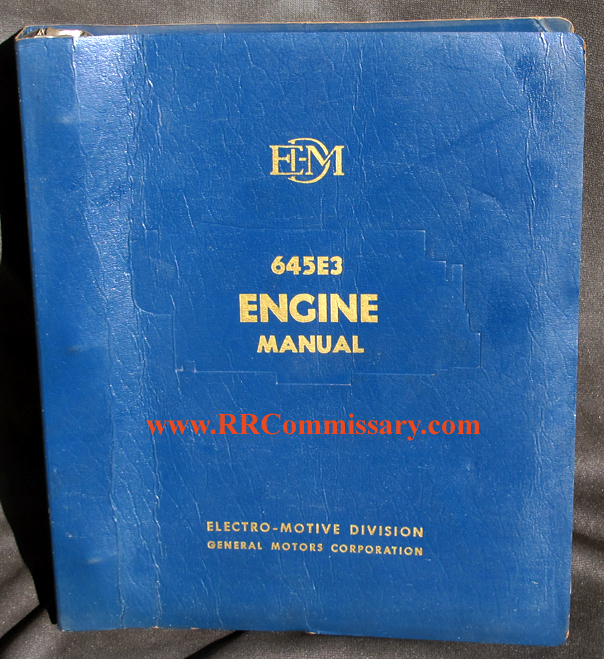 EMD
645E3
ENGINE
MANUAL
www.RRCommissary.com
ELECTRO-MOTIVE DIVISION
GENERAL MOTORS CORPORATION